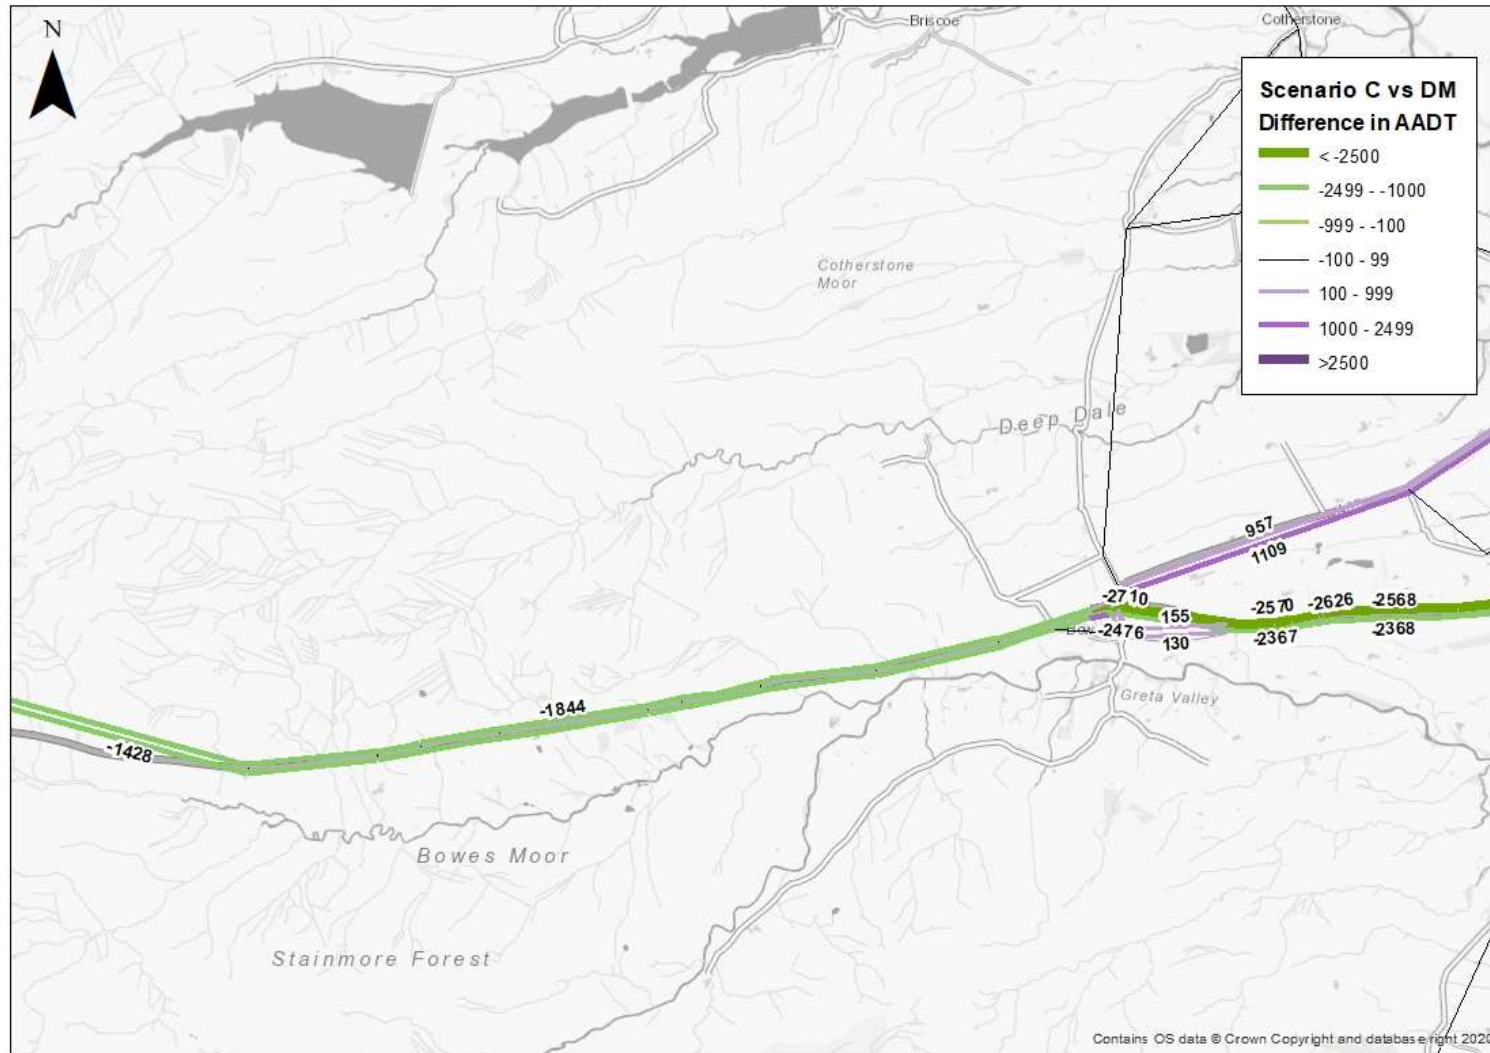 N
Briscoe
Cotherstone
Scenario C vs DM
Difference in AADT
< -2500
-2499 - -1000
-999 - -100
-100 - 99
100 - 999
1000 - 2499
>2500
Cotherstone
Moor
Deep Dale
957
1109
-2710
155
-2570
-2626
-2568
-2476
130
-2367
-2368
Greta Valley
-1844
-1428
Bowes Moor
Stainmore Forest
Contains OS data © Crown Copyright and database right 2020